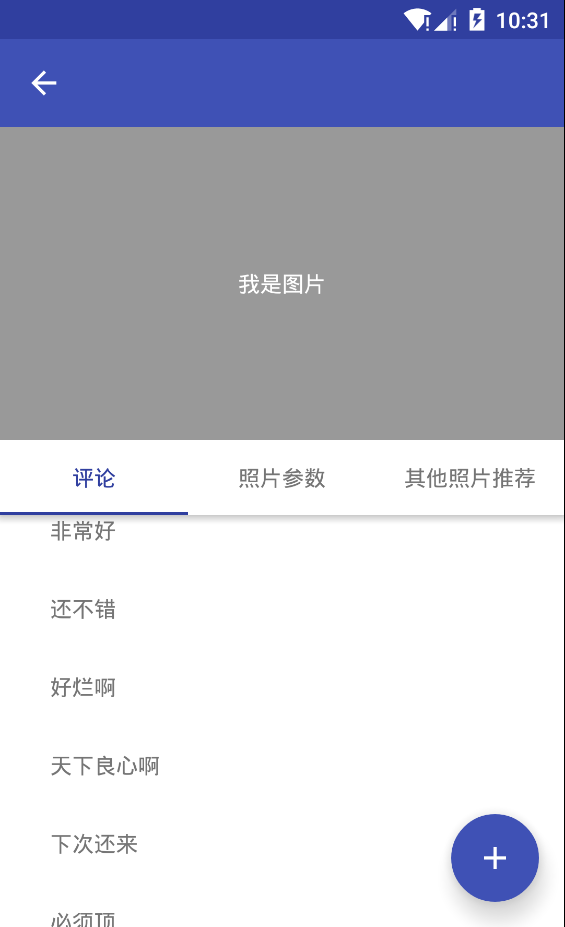 10:31
我是图片
评论 照片参数 其他照片推荐
非常好
还不错
好烂啊
天下良心啊
下次还来
必须顶